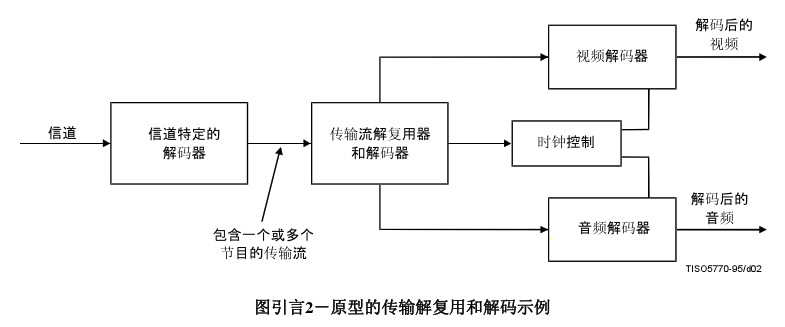 信道
信道特定的
解码器
包含一个或多个
节目的传输流
传输流解复用器
和解码器
视频解码器
时钟控制
音频解码器
解码后的
视频
解码后的
音频
TISO5770-95/d02
图引言2－原型的传输解复用和解码示例